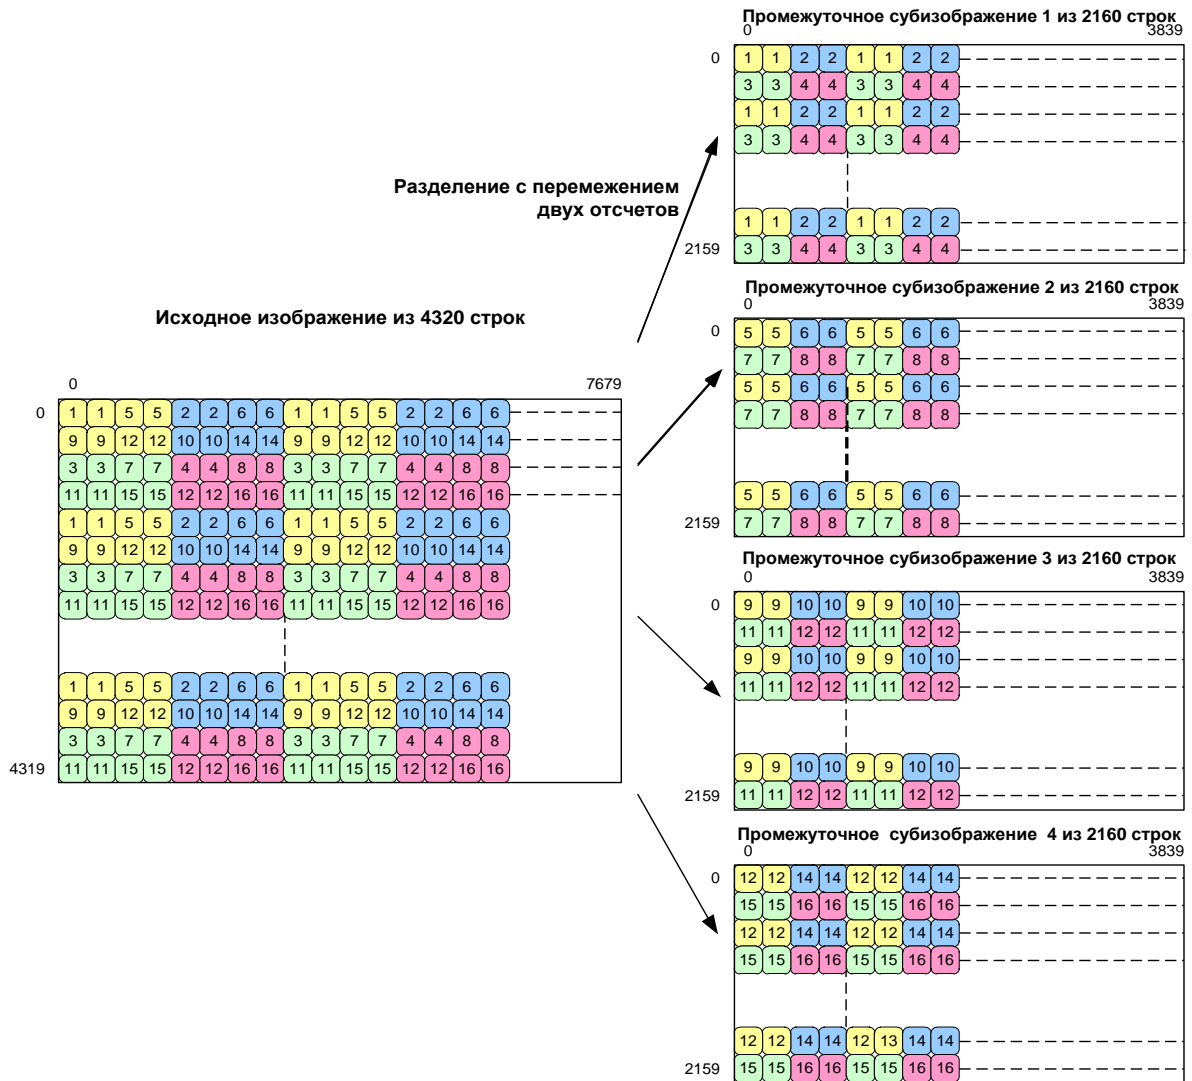 Промежуточное субизображение 1 из 2160 строк
0 3839
0 1 1 2 2 1 1 2 2
3 3 4 4 3 3 4 4
1 1 2 2 1 1 2 2
3 3 4 4 3 3 4 4
1 1 2 2 1 1 2 2
2159 3 3 4 4 3 3 4 4
Разделение с перемежением
двух отсчетов
Промежуточное субизображение 2 из 2160 строк
0 3839
0 5 5 6 6 5 5 6 6
7 7 8 8 7 7 8 8
5 5 6 6 5 5 6 6
7 7 8 8 7 7 8 8
5 5 6 6 5 5 6 6
2159 7 7 8 8 7 7 8 8
Исходное изображение из 4320 строк
0 7679
0 1 1 5 5 2 2 6 6 1 1 5 5 2 2 6 6
9 9 12 12 10 10 14 14 9 9 12 12 10 10 14 14
3 3 7 7 4 4 8 8 3 3 7 7 4 4 8 8
11 11 15 15 12 12 16 16 11 11 15 15 12 12 16 16
1 1 5 5 2 2 6 6 1 1 5 5 2 2 6 6
9 9 12 12 10 10 14 14 9 9 12 12 10 10 14 14
3 3 7 7 4 4 8 8 3 3 7 7 4 4 8 8
11 11 15 15 12 12 16 16 11 11 15 15 12 12 16 16
1 1 5 5 2 2 6 6 1 1 5 5 2 2 6 6
9 9 12 12 10 10 14 14 9 9 12 12 10 10 14 14
3 3 7 7 4 4 8 8 3 3 7 7 4 4 8 8
4319 11 11 15 15 12 12 16 16 11 11 15 15 12 12 16 16
Промежуточное субизображение 3 из 2160 строк
0 3839
0 9 9 10 10 9 9 10 10
11 11 12 12 11 11 12 12
9 9 10 10 9 9 10 10
11 11 12 12 11 11 12 12
9 9 10 10 9 9 10 10
2159 11 11 12 12 11 11 12 12
Промежуточное субизображение 4 из 2160 строк
0 3839
0 12 12 14 14 12 12 14 14
15 15 16 16 15 15 16 16
12 12 14 14 12 12 14 14
15 15 16 16 15 15 16 16
12 12 14 14 12 13 14 14
2159 15 15 16 16 15 15 16 16